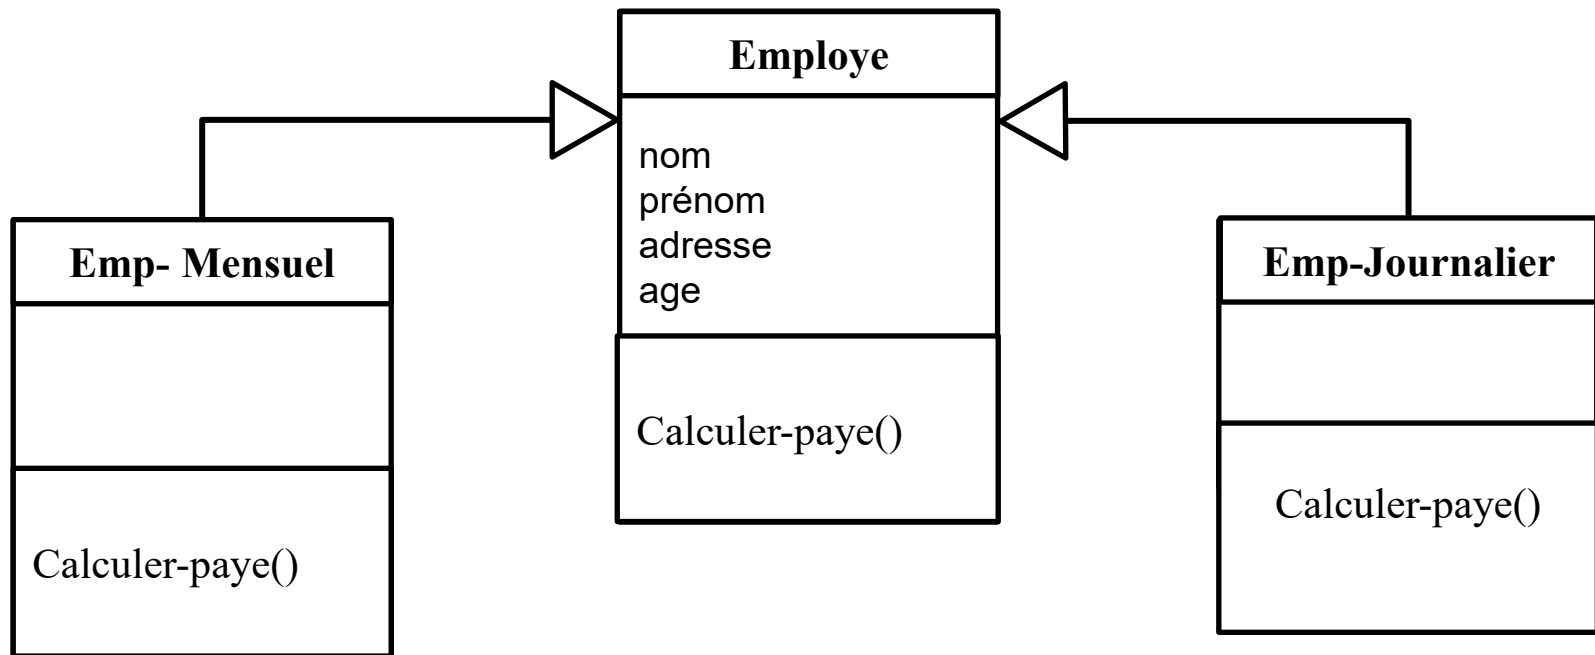 Employe
nom
prénom
adresse
age
Calculer-paye()
Emp- Mensuel
Calculer-paye()
Emp-Journalier
Calculer-paye()